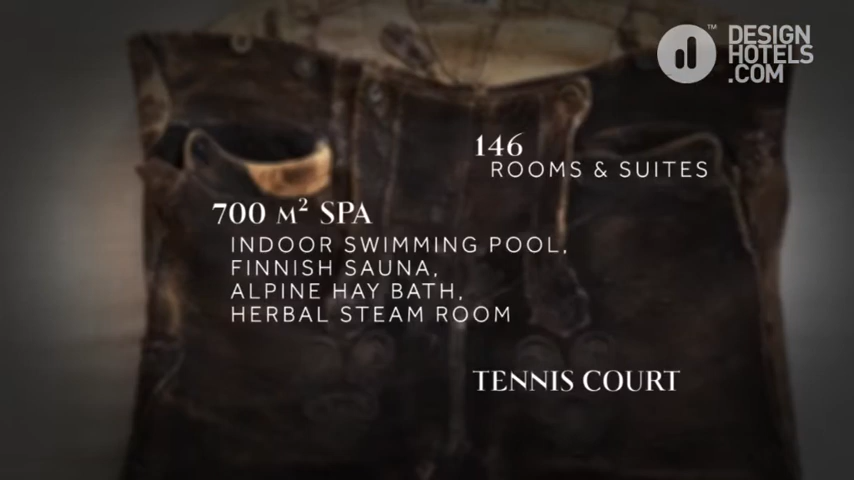 ™
DESIGN
HOTELS
.COM
146
ROOMS & SUITES
700 M² SPA
INDOOR SWIMMING POOL,
FINNISH SAUNA,
ALPINE HAY BATH,
HERBAL STEAM ROOM
TENNIS COURT